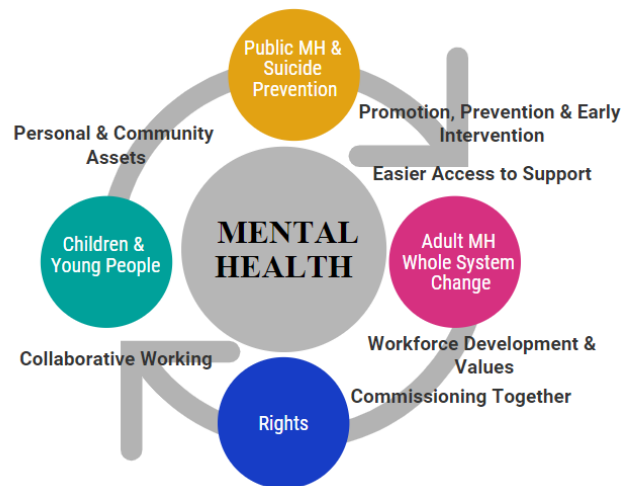 Public MH &
Suicide
Prevention
Promotion, Prevention & Early
Intervention
Personal & Community
Assets
Easier Access to Support
Children &
Young People
MENTAL
HEALTH
Adult MH
Whole System
Change
Collaborative Working
Workforce Development &
Values
Commissioning Together
Rights